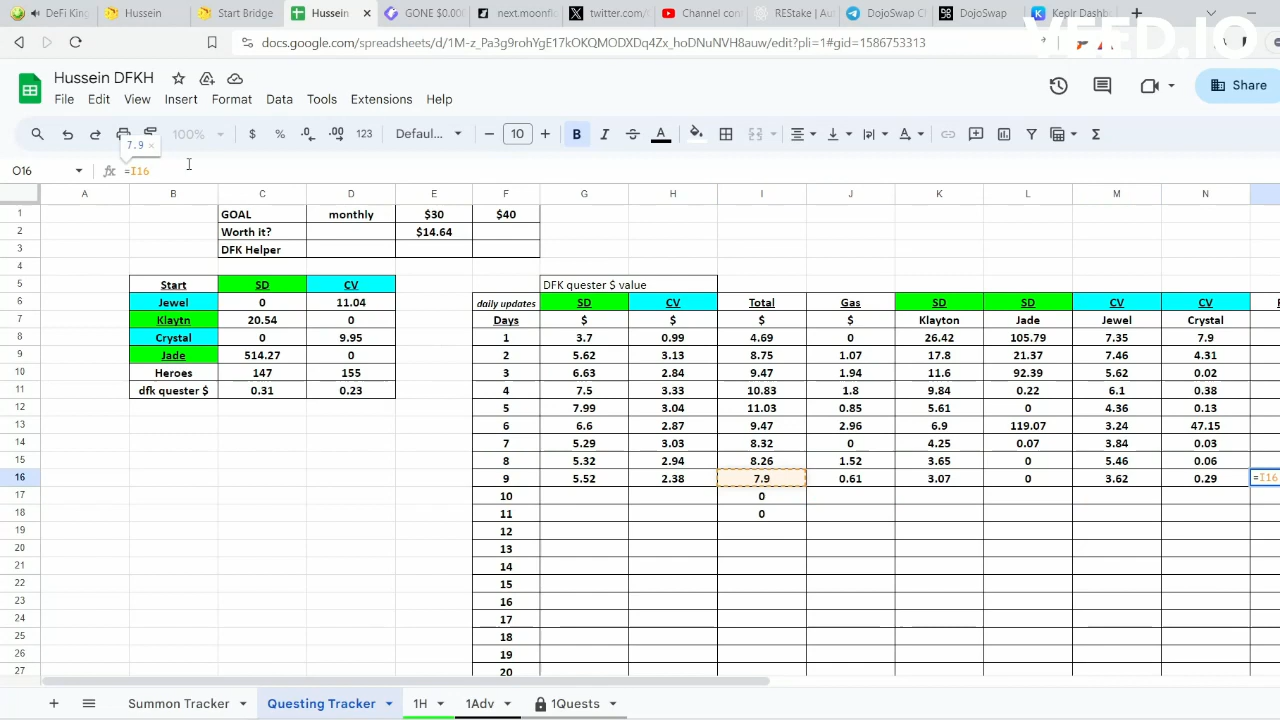 DeFi King
Hussein
Start Bridge
Hussein
GONE $0.00
next.moonfl
twitter.com/
Channel com
REStake | Aut
DojoSwap Cl
DojoSwap
Kepir Dashb
VEED.IO
docs.google.com/spreadsheets/d/1M-z_Pa3g9rohYgE17kOKQMODXDq4Zx_hoDNuNVH8auw/edit?pli=1#gid=1586753313
Hussein DFKH
File Edit View Insert Format Data Tools Extensions Help
Share
100% $ % .0 .00 123 Defaul... 10 B I A
7.9 ×
O16 fx =I16
A B C D E F G H I J K L M N
1 GOAL monthly $30 $40
2 Worth it? $14.64
3 DFK Helper
4
5 Start SD CV DFK quester $ value
6 Jewel 0 11.04 daily updates SD CV Total Gas SD SD CV CV
7 Klaytn 20.54 0 Days $ $ $ $ Klayton Jade Jewel Crystal
8 Crystal 0 9.95 1 3.7 0.99 4.69 0 26.42 105.79 7.35 7.9
9 Jade 514.27 0 2 5.62 3.13 8.75 1.07 17.8 21.37 7.46 4.31
10 Heroes 147 155 3 6.63 2.84 9.47 1.94 11.6 92.39 5.62 0.02
11 dfk quester $ 0.31 0.23 4 7.5 3.33 10.83 1.8 9.84 0.22 6.1 0.38
12 5 7.99 3.04 11.03 0.85 5.61 0 4.36 0.13
13 6 6.6 2.87 9.47 2.96 6.9 119.07 3.24 47.15
14 7 5.29 3.03 8.32 0 4.25 0.07 3.84 0.03
15 8 5.32 2.94 8.26 1.52 3.65 0 5.46 0.06
16 9 5.52 2.38 7.9 0.61 3.07 0 3.62 0.29 =I16
17 10 0
18 11 0
19 12
20 13
21 14
22 15
23 16
24 17
25 18
26 19
27 20
Summon Tracker Questing Tracker 1H 1Adv 1Quests